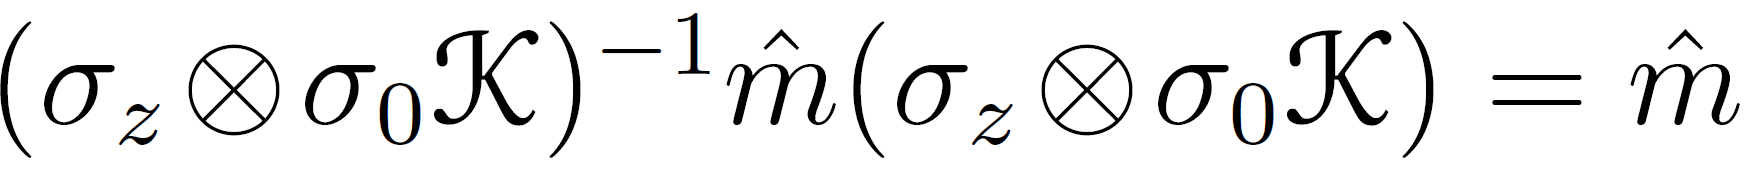 (σ_z ⊗ σ_0 𝒦)^{−1} m̂ (σ_z ⊗ σ_0 𝒦) = m̂